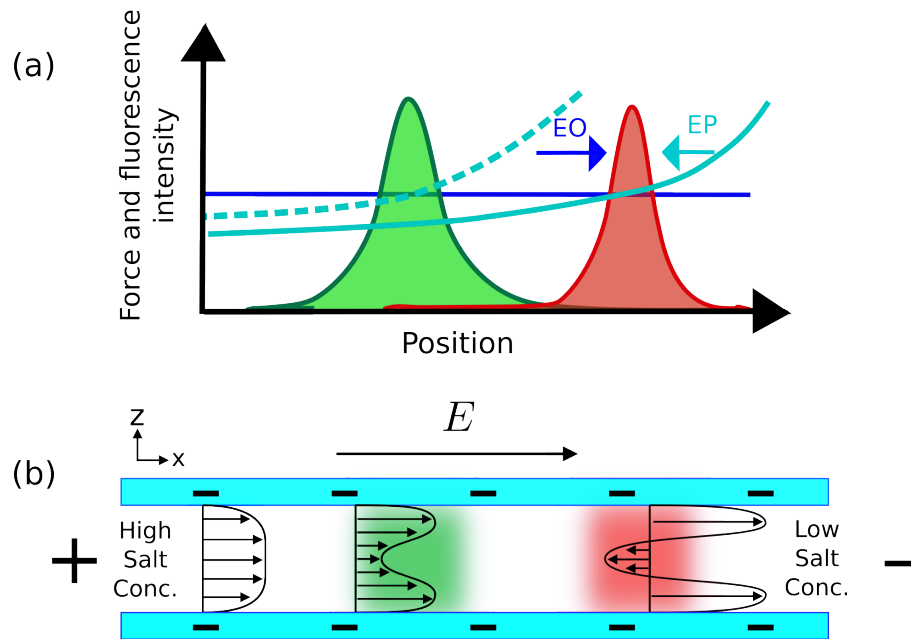 (a)
Force and fluorescence
intensity
EO
EP
Position
(b)
Z
x
E
+
High
Salt
Conc.
Low
Salt
Conc.
-